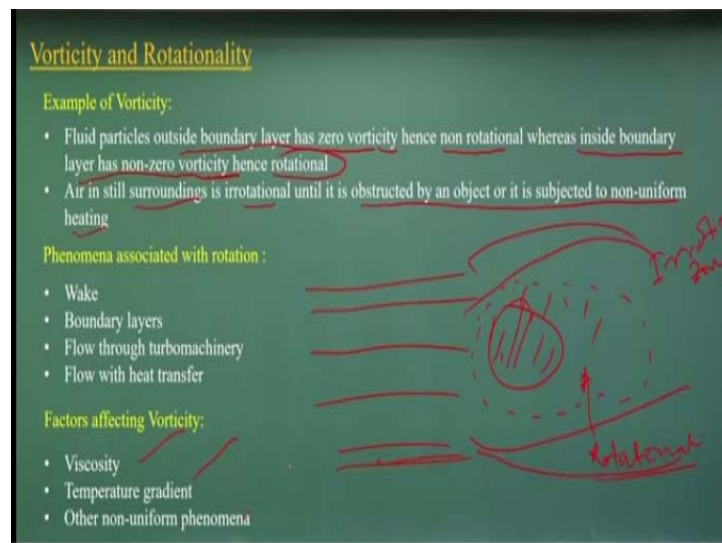 Vorticity and Rotationality
Example of Vorticity:
• Fluid particles outside boundary layer has zero vorticity hence non rotational whereas inside boundary
layer has non-zero vorticity hence rotational
• Air in still surroundings is irrotational until it is obstructed by an object or it is subjected to non-uniform
heating
Phenomena associated with rotation :
• Wake
• Boundary layers
• Flow through turbomachinery
• Flow with heat transfer
Factors affecting Vorticity:
• Viscosity
• Temperature gradient
• Other non-uniform phenomena
Rotational